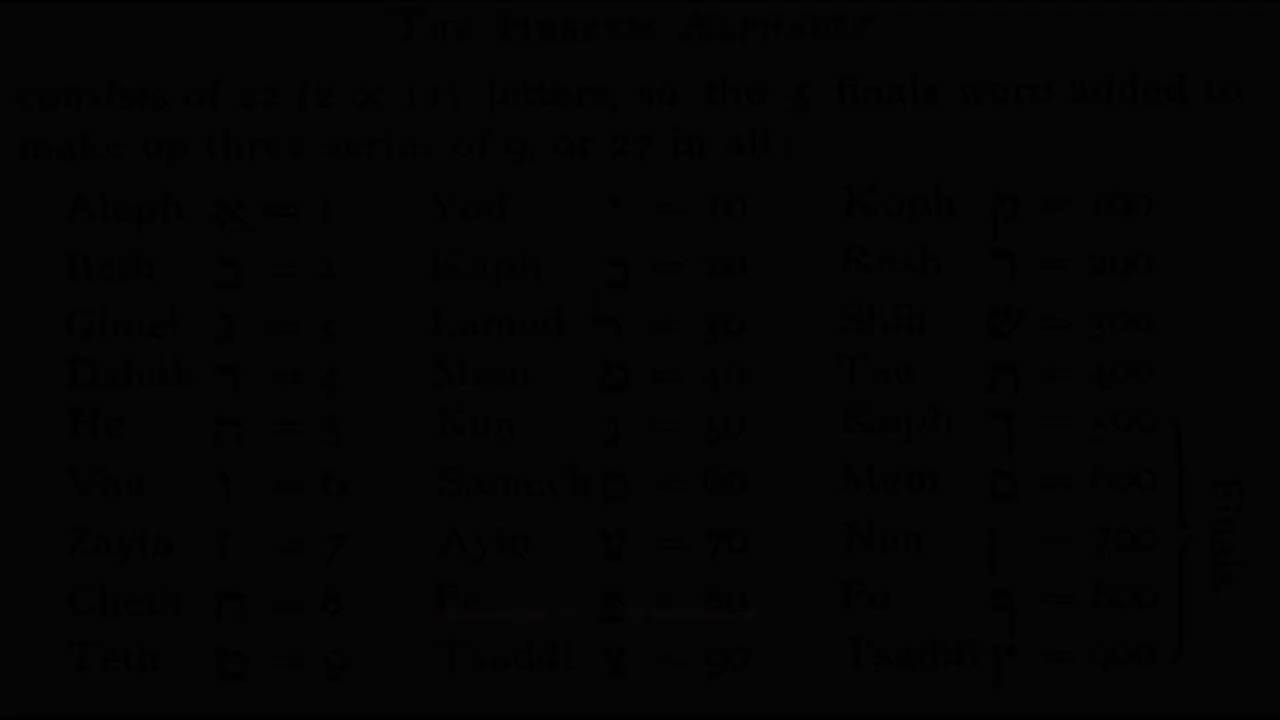 THE HEBREW ALPHABET
consists of 22 (2 × 11) letters, so the 5 finals were added to
make up three series of 9, or 27 in all:
Aleph א = 1 Yod י = 10 Koph ק = 100
Beth ב = 2 Kaph כ = 20 Resh ר = 200
Gimel ג = 3 Lamed ל = 30 Shin ש = 300
Daleth ד = 4 Mem מ = 40 Tau ת = 400
He ה = 5 Nun נ = 50 Kaph ך = 500
Vau ו = 6 Samech ס = 60 Mem ם = 600
Zayin ז = 7 Ayin ע = 70 Nun ן = 700
Cheth ח = 8 Pe פ = 80 Pe ף = 800
Teth ט = 9 Tsaddi צ = 90 Tsaddi ץ = 900
Finals.